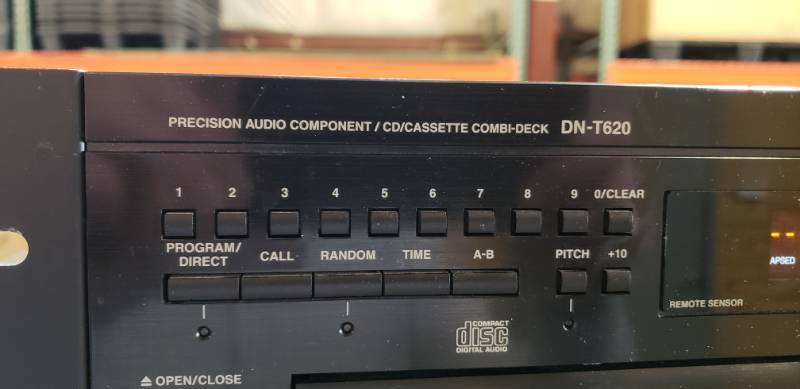 PRECISION AUDIO COMPONENT / CD/CASSETTE COMBI-DECK DN-T620
1 2 3 4 5 6 7 8 9 0/CLEAR
PROGRAM/
DIRECT CALL RANDOM TIME A-B PITCH +10
APSED
REMOTE SENSOR
COMPACT
disc
DIGITAL AUDIO
OPEN/CLOSE